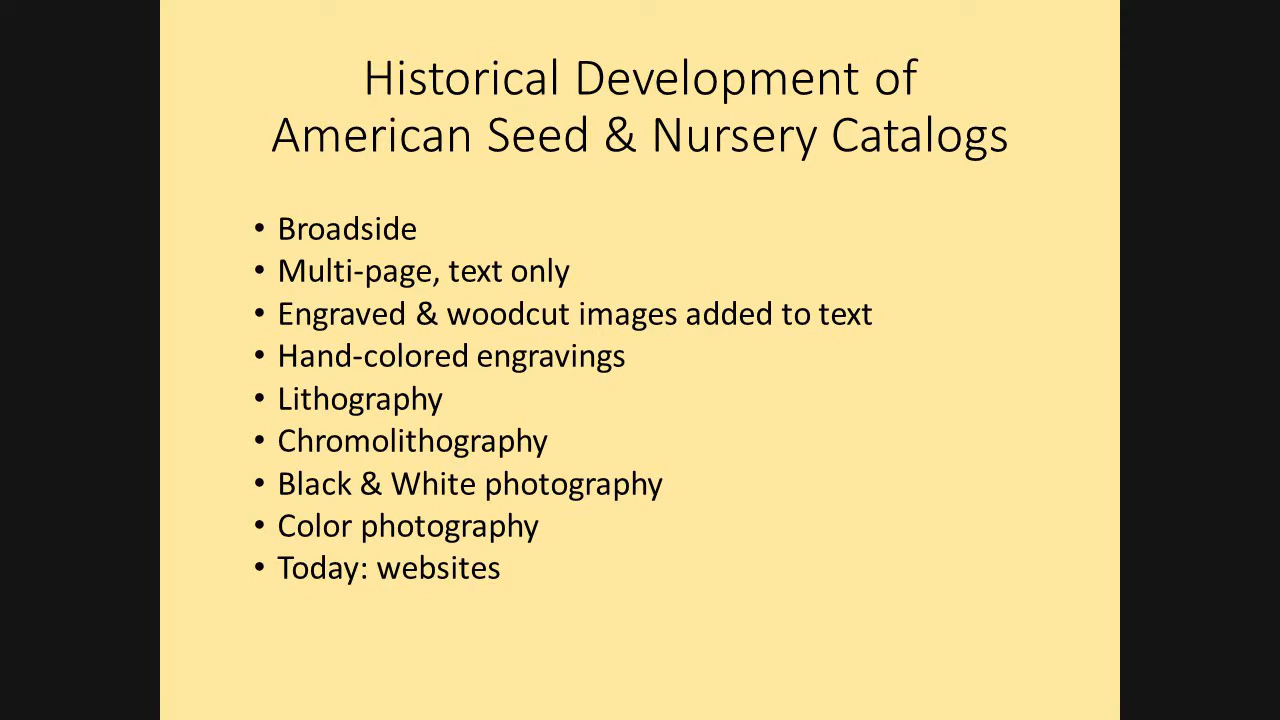 Historical Development of
American Seed & Nursery Catalogs
• Broadside
• Multi-page, text only
• Engraved & woodcut images added to text
• Hand-colored engravings
• Lithography
• Chromolithography
• Black & White photography
• Color photography
• Today: websites